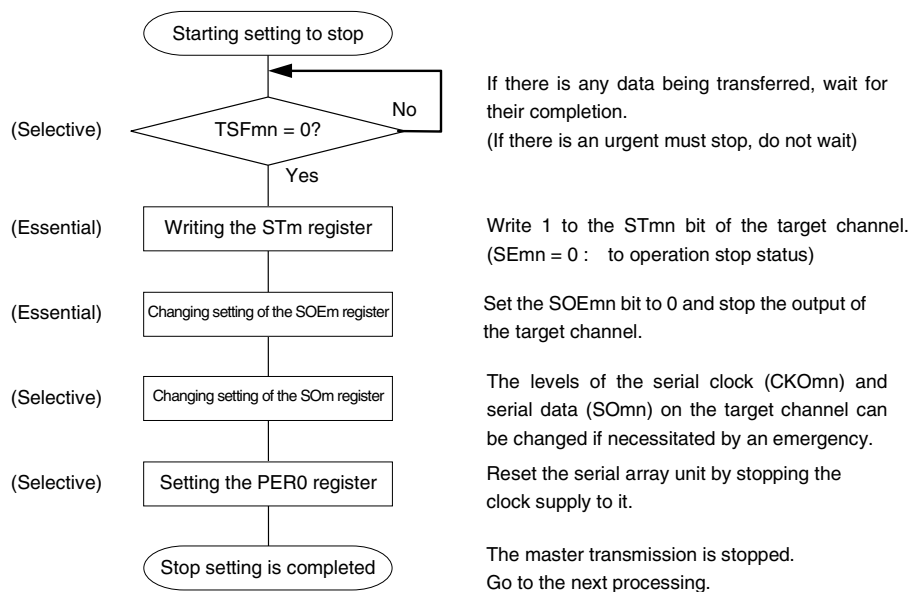 Starting setting to stop
If there is any data being transferred, wait for
their completion.
(If there is an urgent must stop, do not wait)
No
(Selective)
TSFmn = 0?
Yes
(Essential)
Writing the STm register
Write 1 to the STmn bit of the target channel.
(SEmn = 0 : to operation stop status)
(Essential)
Changing setting of the SOEm register
Set the SOEmn bit to 0 and stop the output of
the target channel.
(Selective)
Changing setting of the SOm register
The levels of the serial clock (CKOmn) and
serial data (SOmn) on the target channel can
be changed if necessitated by an emergency.
(Selective)
Setting the PER0 register
Reset the serial array unit by stopping the
clock supply to it.
Stop setting is completed
The master transmission is stopped.
Go to the next processing.